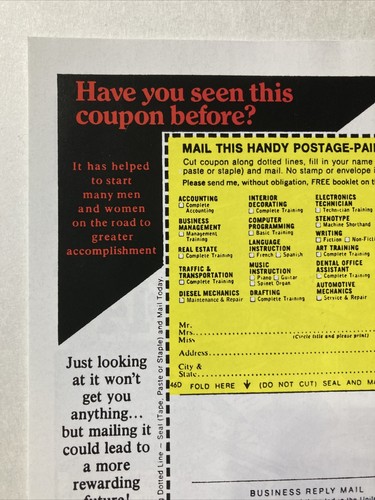 Have you seen this
coupon before?
It has helped
to start
many men
and women
on the road to
greater
accomplishment
MAIL THIS HANDY POSTAGE-PAI
Cut coupon along dotted lines, fill in your name
paste or staple) and mail. No stamp or envelope i
Please send me, without obligation, FREE booklet on t
ACCOUNTING
Complete
Accounting
BUSINESS
MANAGEMENT
Management
Training
REAL ESTATE
Complete Training
TRAFFIC &
TRANSPORTATION
Complete Training
DIESEL MECHANICS
Maintenance & Repair
INTERIOR
DECORATING
Complete Training
COMPUTER
PROGRAMMING
Basic Training
LANGUAGE
INSTRUCTION
French Spanish
MUSIC
INSTRUCTION
Piano Guitar
Spinet Organ
DRAFTING
Complete Training
ELECTRONICS
TECHNICIAN
Technician Training
STENOTYPE
Machine Shorthand
WRITING
Fiction Non-Ficti
ART TRAINING
Complete Training
DENTAL OFFICE
ASSISTANT
Complete Training
AUTOMOTIVE
MECHANICS
Service & Repair
Mr.
Mrs.
Miss
(Circle title and please print)
Address
City &
State
46D FOLD HERE (DO NOT CUT) SEAL AND MA
Dotted Line — Seal (Tape, Paste or Staple) and Mail Today
Just looking
at it won't
get you
anything...
but mailing it
could lead to
a more
rewarding
future!
BUSINESS REPLY MAIL